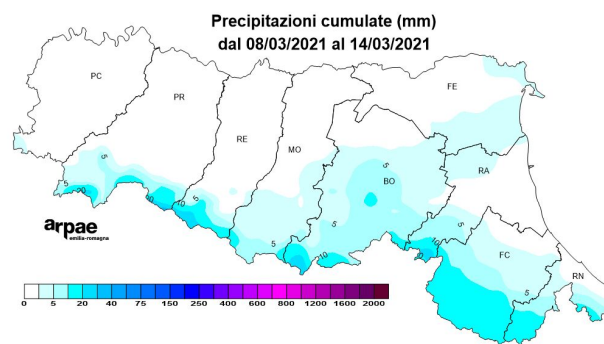 Precipitazioni cumulate (mm)
dal 08/03/2021 al 14/03/2021
PC
PR
RE
MO
FE
BO
RA
FC
RN
5
5
5
10
5
5
5
10
5
5
5
arpae
emilia-romagna
0 5 20 40 75 150 250 400 600 800 1200 1600 2000